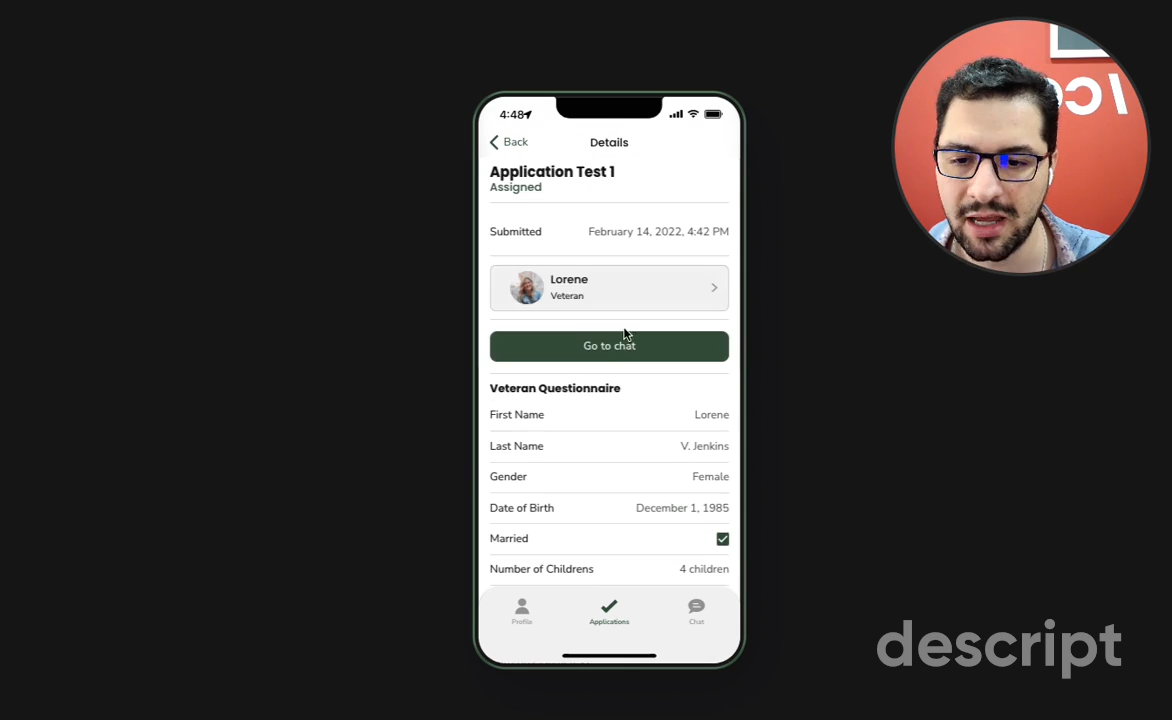 4:48
Back
Details
Application Test 1
Assigned
Submitted
February 14, 2022, 4:42 PM
Lorene
Veteran
Go to chat
Veteran Questionnaire
First Name
Lorene
Last Name
V. Jenkins
Gender
Female
Date of Birth
December 1, 1985
Married
Number of Childrens
4 children
Profile
Applications
Chat
descript